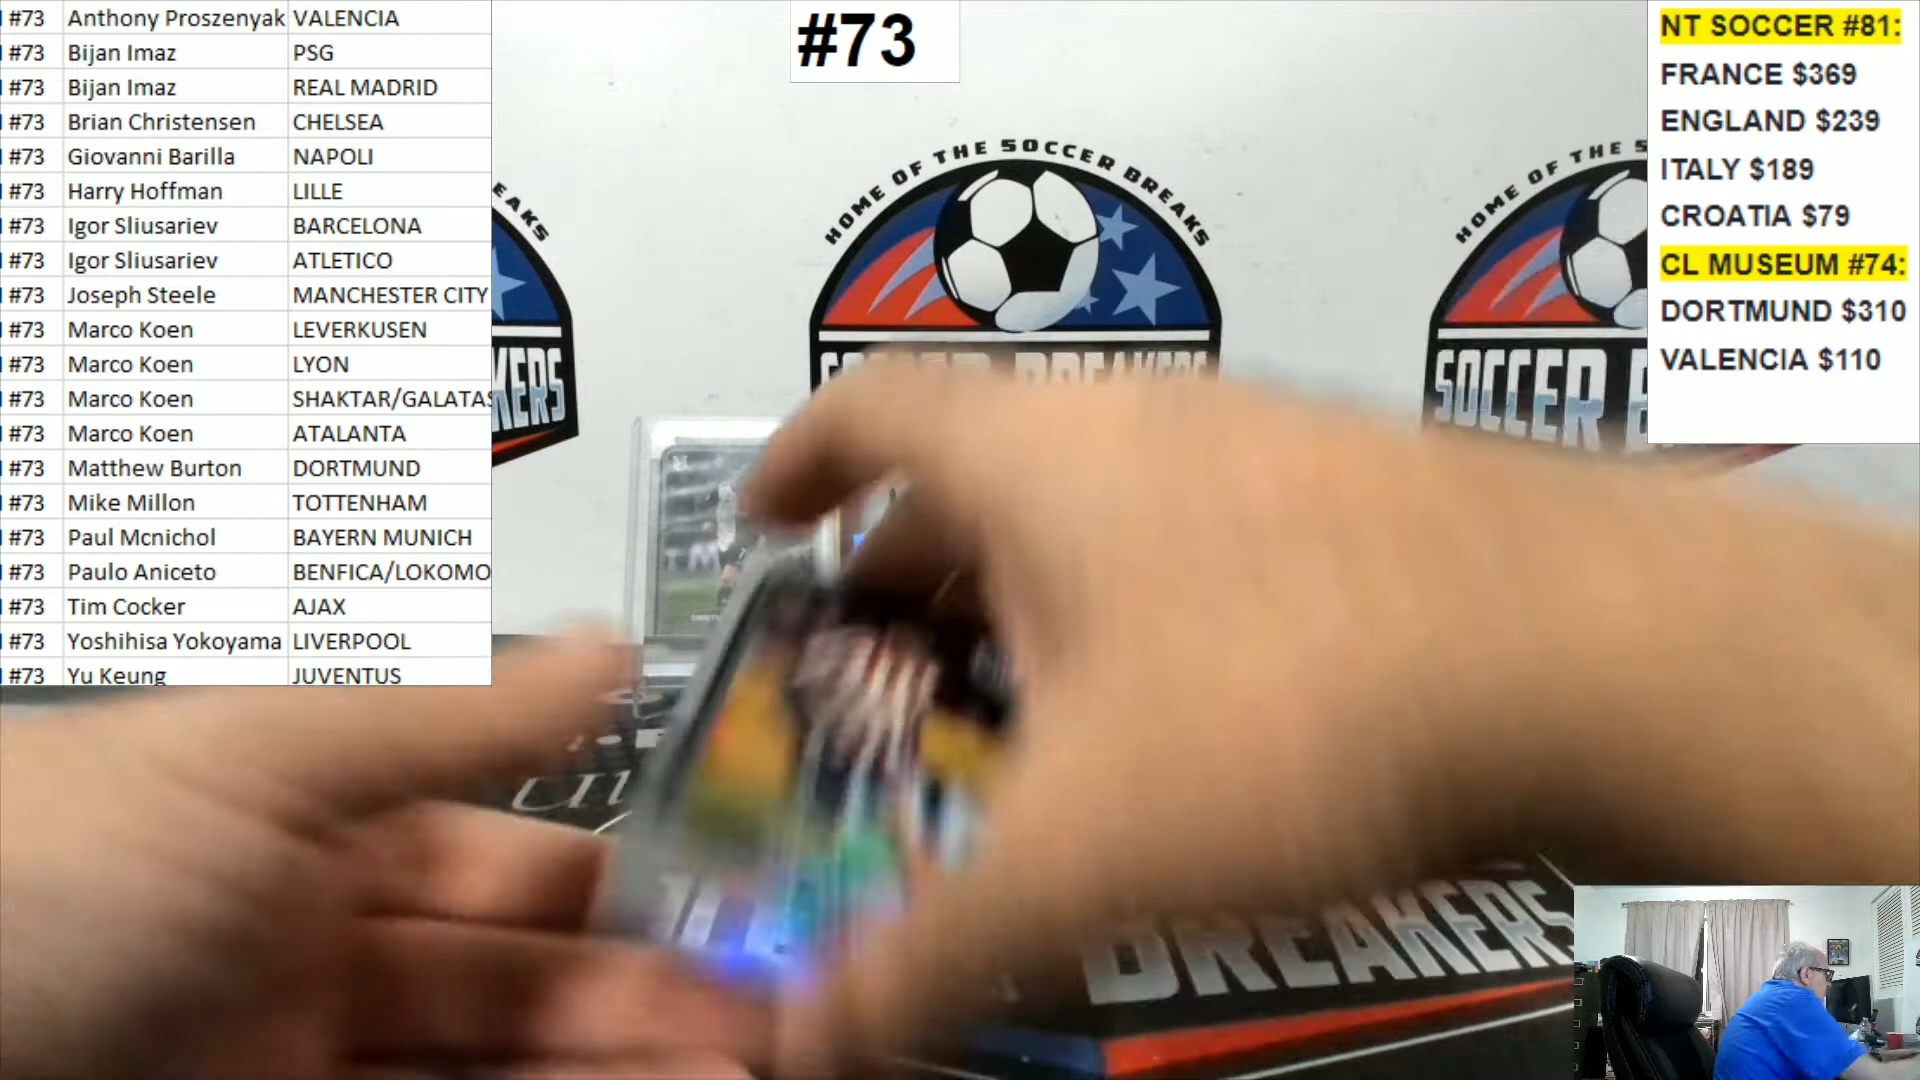 #73 Anthony Proszenyak VALENCIA
#73 Bijan Imaz PSG
#73 Bijan Imaz REAL MADRID
#73 Brian Christensen CHELSEA
#73 Giovanni Barilla NAPOLI
#73 Harry Hoffman LILLE
#73 Igor Sliusariev BARCELONA
#73 Igor Sliusariev ATLETICO
#73 Joseph Steele MANCHESTER CITY
#73 Marco Koen LEVERKUSEN
#73 Marco Koen LYON
#73 Marco Koen SHAKTAR/GALATAS
#73 Marco Koen ATALANTA
#73 Matthew Burton DORTMUND
#73 Mike Millon TOTTENHAM
#73 Paul Mcnichol BAYERN MUNICH
#73 Paulo Aniceto BENFICA/LOKOMO
#73 Tim Cocker AJAX
#73 Yoshihisa Yokoyama LIVERPOOL
#73 Yu Keung JUVENTUS
#73
NT SOCCER #81:
FRANCE $369
ENGLAND $239
ITALY $189
CROATIA $79
CL MUSEUM #74:
DORTMUND $310
VALENCIA $110
EAKS
KERS
HOME OF THE SOCCER BREAKS
SOCCER BREAKERS
HOME OF THE S
SOCCER B
BREAKERS